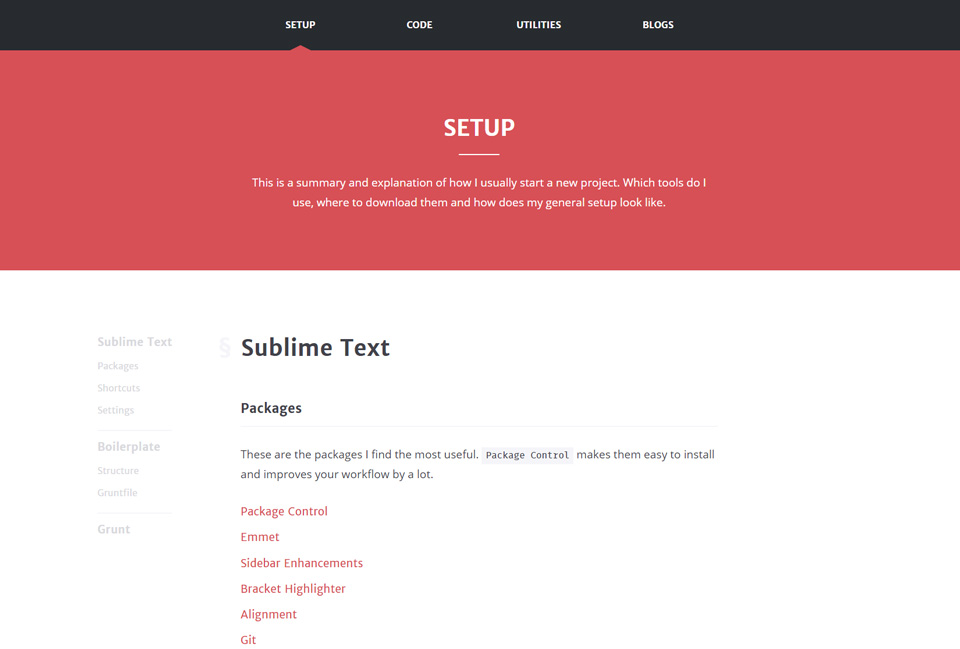 SETUP CODE UTILITIES BLOGS
SETUP
This is a summary and explanation of how I usually start a new project. Which tools do I
use, where to download them and how does my general setup look like.
Sublime Text
Packages
Shortcuts
Settings
Boilerplate
Structure
Gruntfile
Grunt
§ Sublime Text
Packages
These are the packages I find the most useful. Package Control makes them easy to install
and improves your workflow by a lot.
Package Control
Emmet
Sidebar Enhancements
Bracket Highlighter
Alignment
Git